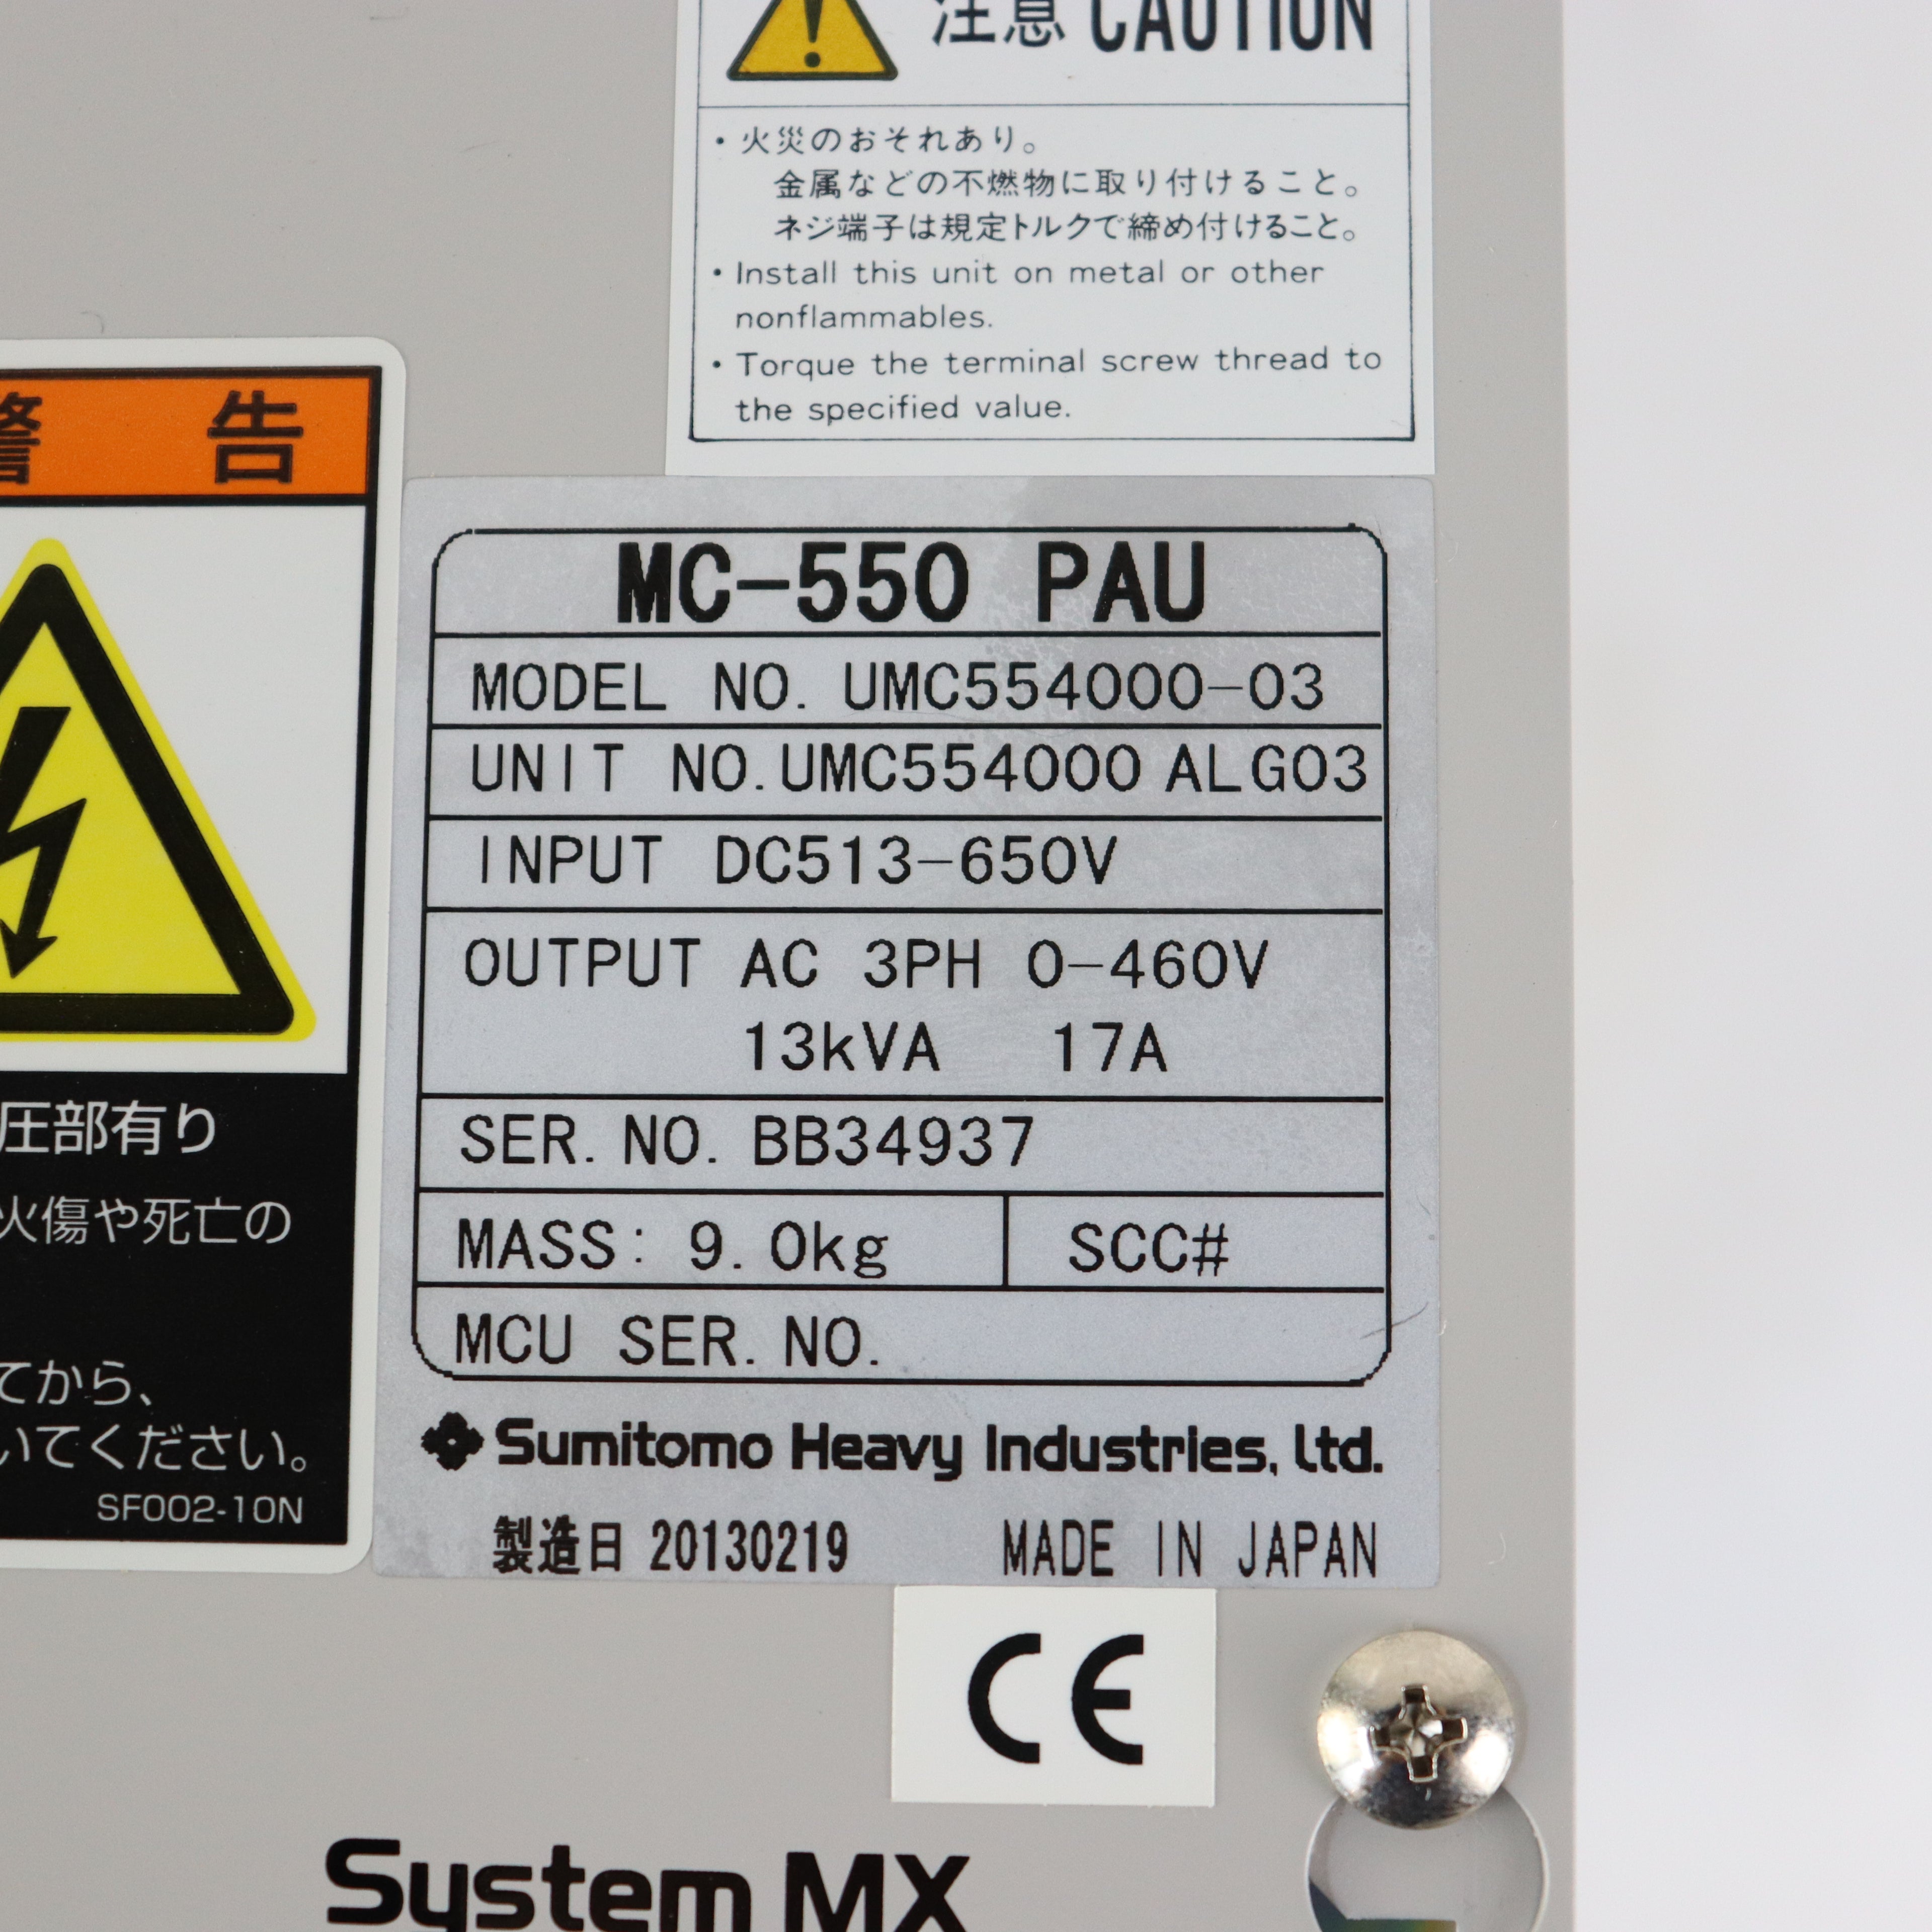 注意 CAUTION
・火災のおそれあり。
金属などの不燃物に取り付けること。
ネジ端子は規定トルクで締め付けること。
・Install this unit on metal or other
nonflammables.
・Torque the terminal screw thread to
the specified value.
警 告
圧部有り
火傷や死亡の
てから、
いてください。
SF002-10N
MC-550 PAU
MODEL NO. UMC554000-03
UNIT NO. UMC554000 ALG03
INPUT DC513-650V
OUTPUT AC 3PH 0-460V
13kVA 17A
SER. NO. BB34937
MASS: 9.0kg SCC#
MCU SER. NO.
Sumitomo Heavy Industries, Ltd.
製造日 20130219 MADE IN JAPAN
CE
System MX